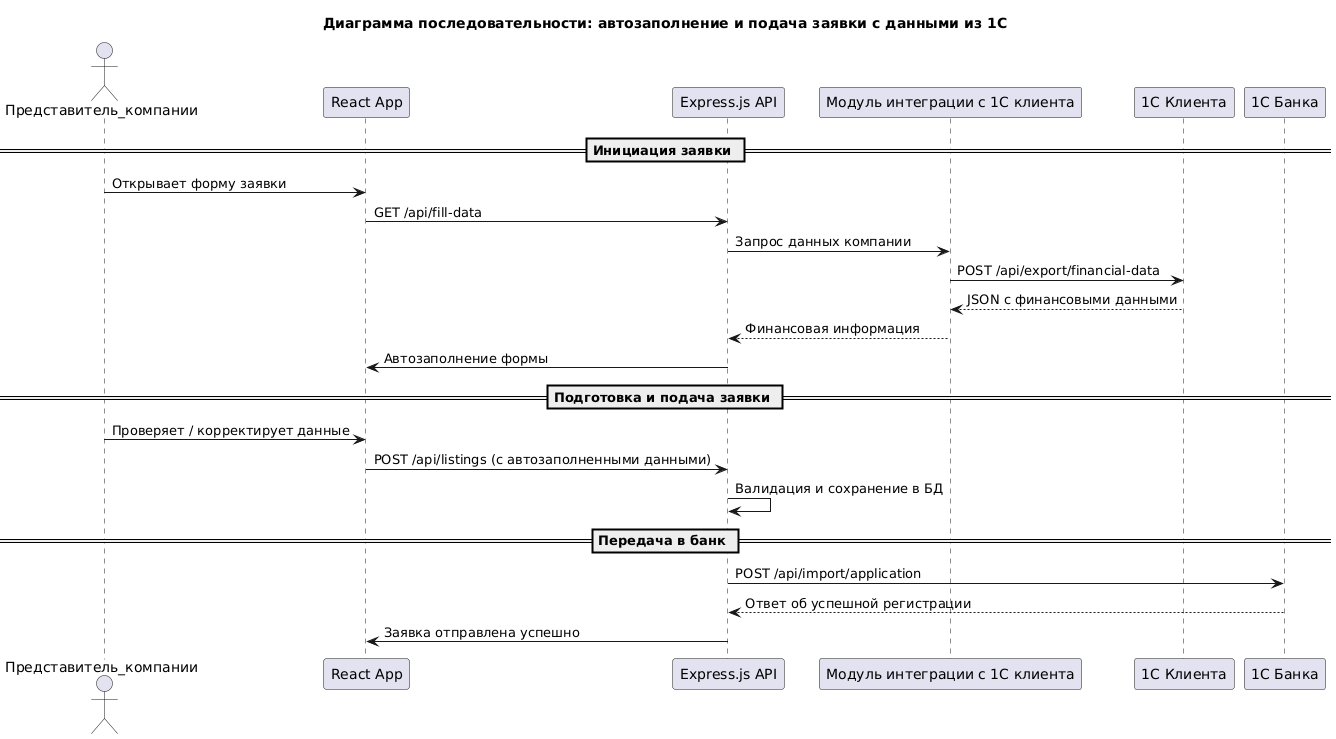 Диаграмма последовательности: автозаполнение и подача заявки с данными из 1С
Представитель_компании
React App
Express.js API
Модуль интеграции с 1С клиента
1С Клиента
1С Банка
Инициация заявки
Открывает форму заявки
GET /api/fill-data
Запрос данных компании
POST /api/export/financial-data
JSON с финансовыми данными
Финансовая информация
Автозаполнение формы
Подготовка и подача заявки
Проверяет / корректирует данные
POST /api/listings (с автозаполненными данными)
Валидация и сохранение в БД
Передача в банк
POST /api/import/application
Ответ об успешной регистрации
Заявка отправлена успешно
Представитель_компании
React App
Express.js API
Модуль интеграции с 1С клиента
1С Клиента
1С Банка